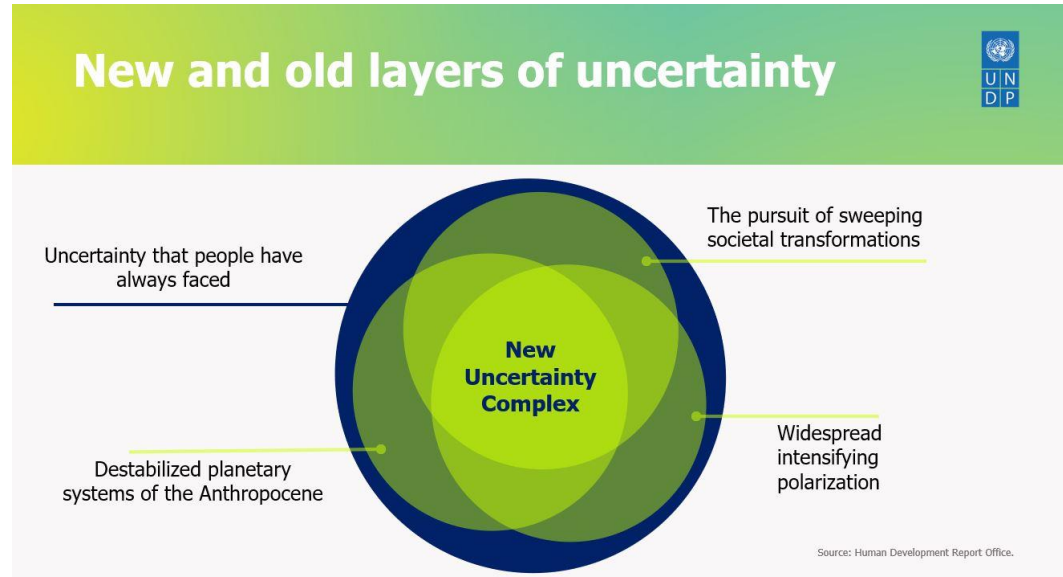 New and old layers of uncertainty
U N
D P
Uncertainty that people have
always faced
The pursuit of sweeping
societal transformations
New
Uncertainty
Complex
Destabilized planetary
systems of the Anthropocene
Widespread
intensifying
polarization
Source: Human Development Report Office.